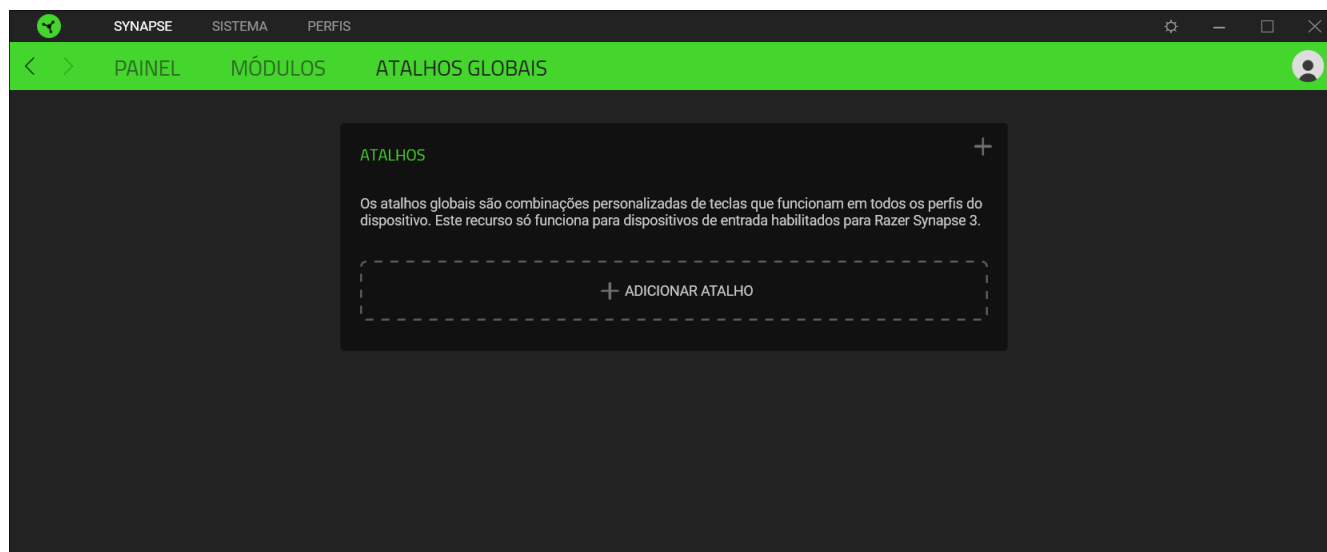 SYNAPSE SISTEMA PERFIS
PAINEL MÓDULOS ATALHOS GLOBAIS
ATALHOS
Os atalhos globais são combinações personalizadas de teclas que funcionam em todos os perfis do
dispositivo. Este recurso só funciona para dispositivos de entrada habilitados para Razer Synapse 3.
ADICIONAR ATALHO